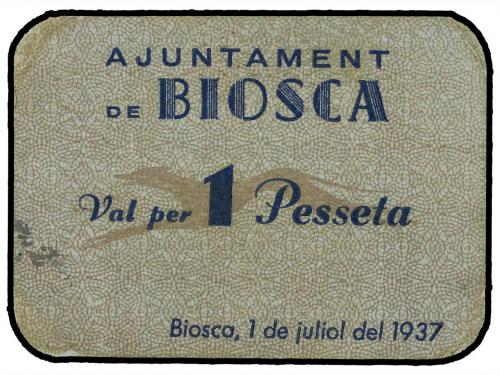 AJUNTAMENT
DE BIOSCA
Val per 1 Pesseta
Biosca, 1 de juliol del 1937